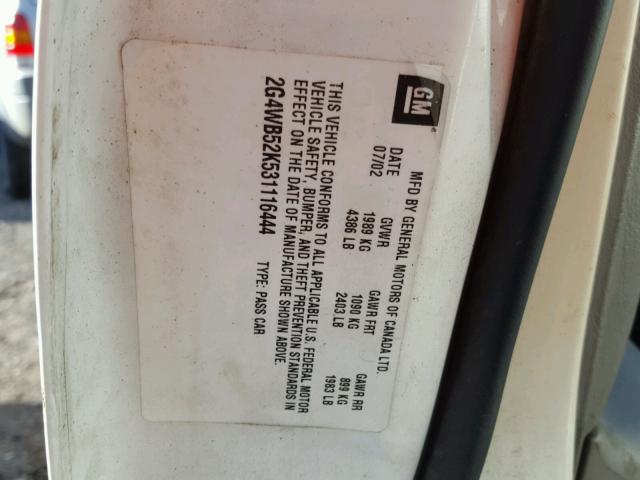 GM
MFD BY GENERAL MOTORS OF CANADA LTD.
DATE GVWR GAWR FRT GAWR RR
07/02 1989 KG 1090 KG 899 KG
4386 LB 2403 LB 1983 LB
THIS VEHICLE CONFORMS TO ALL APPLICABLE U.S. FEDERAL MOTOR
VEHICLE SAFETY, BUMPER, AND THEFT PREVENTION STANDARDS IN
EFFECT ON THE DATE OF MANUFACTURE SHOWN ABOVE.
2G4WB52K531116444 TYPE: PASS CAR